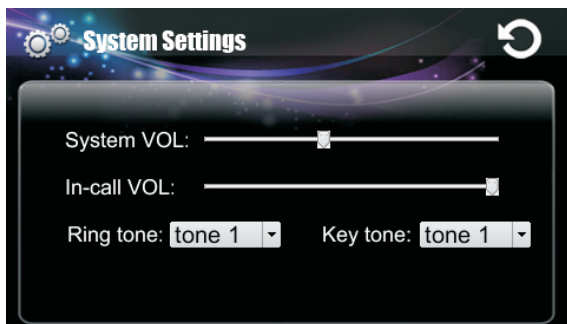 System Settings
System VOL:
In-call VOL:
Ring tone: tone 1 Key tone: tone 1